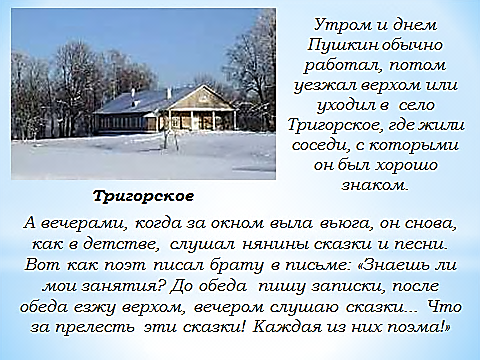 Утром и днем
Пушкин обычно
работал, потом
уезжал верхом или
уходил в село
Тригорское, где жили
соседи, с которыми
он был хорошо
знаком.
Тригорское
А вечерами, когда за окном выла вьюга, он снова,
как в детстве, слушал нянины сказки и песни.
Вот как поэт писал брату в письме: «Знаешь ли
мои занятия? До обеда пишу записки, после
обеда езжу верхом, вечером слушаю сказки... Что
за прелесть эти сказки! Каждая из них поэма!»